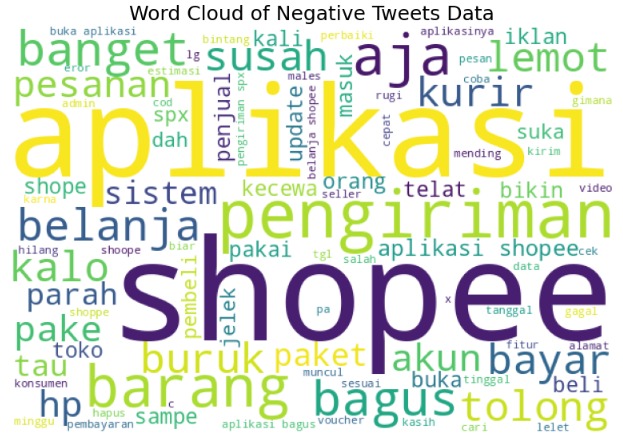 Word Cloud of Negative Tweets Data
buka aplikasi
bintang
kali
perbaiki
aplikasinya
iklan
banget
lg
susah
aja
pesan
lemot
eror
estimasi
males
masuk
coba
pesanan
kurir
admin
cod
spx
penjual
pengiriman spx
update
belanja shopee
rugi
cepat
gimana
aplikasi
dah
suka
mending
kirim
shope
sistem
kecewa
orang
seller
telat
bikin
video
karna
belanja
pengiriman
hilang
shoope
biar
pembeli
pakai
tgl
salah
aplikasi shopee
cek
kalo
shopee
data
parah
jelek
pa
x
tanggal
gagal
shoppe
pake
toko
buruk
paket
akun
fitur
alamat
bayar
tau
muncul
konsumen
barang
sesuai
buka
tinggal
beli
hp
c
bagus
tolong
hapus
sampe
voucher
kasih
minggu
pembayaran
aplikasi bagus
cari
lelet